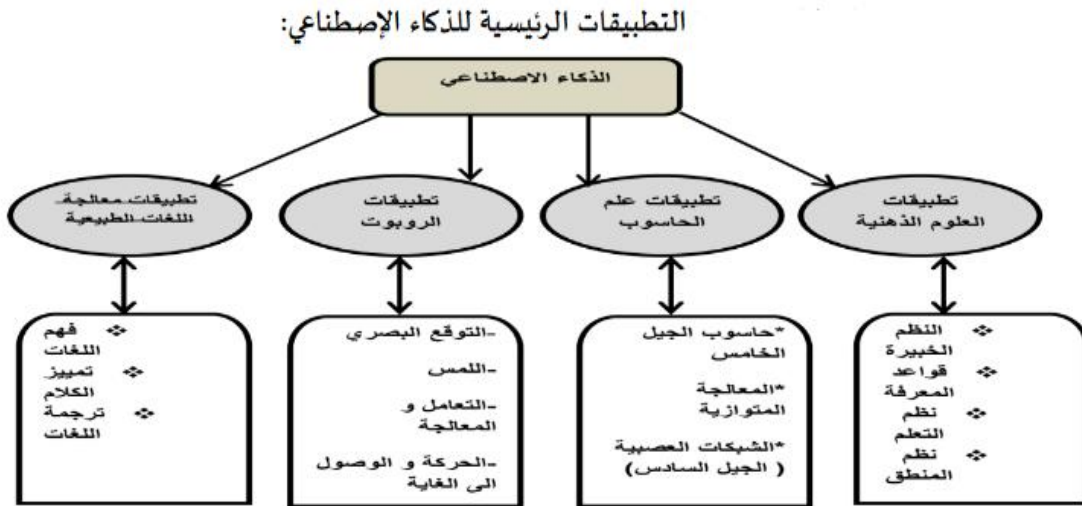 التطبيقات الرئيسية للذكاء الإصطناعي:
الذكاء الاصطناعي
تطبيقات
العلوم الذهنية
تطبيقات علم
الحاسوب
تطبيقات
الروبوت
تطبيقات معالجة
اللغات الطبيعية
❖ النظم
الخبيرة
❖ قواعد
المعرفة
❖ نظم
التعلم
❖ نظم
المنطق
*حاسوب الجيل
الخامس
*المعالجة
المتوازية
*الشبكات العصبية
( الجيل السادس)
-التوقع البصري
-اللمس
-التعامل و
المعالجة
-الحركة و الوصول
الى الغاية
❖ فهم
اللغات
❖ تمييز
الكلام
❖ ترجمة
اللغات